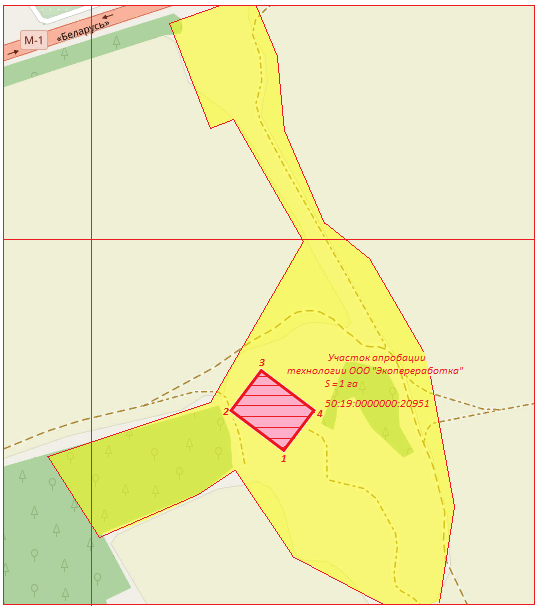 М-1
«Беларусь»
Участок апробации
технологии ООО "Экопереработка"
S = 1 га
50:19:0000000:20951
3
2
4
1